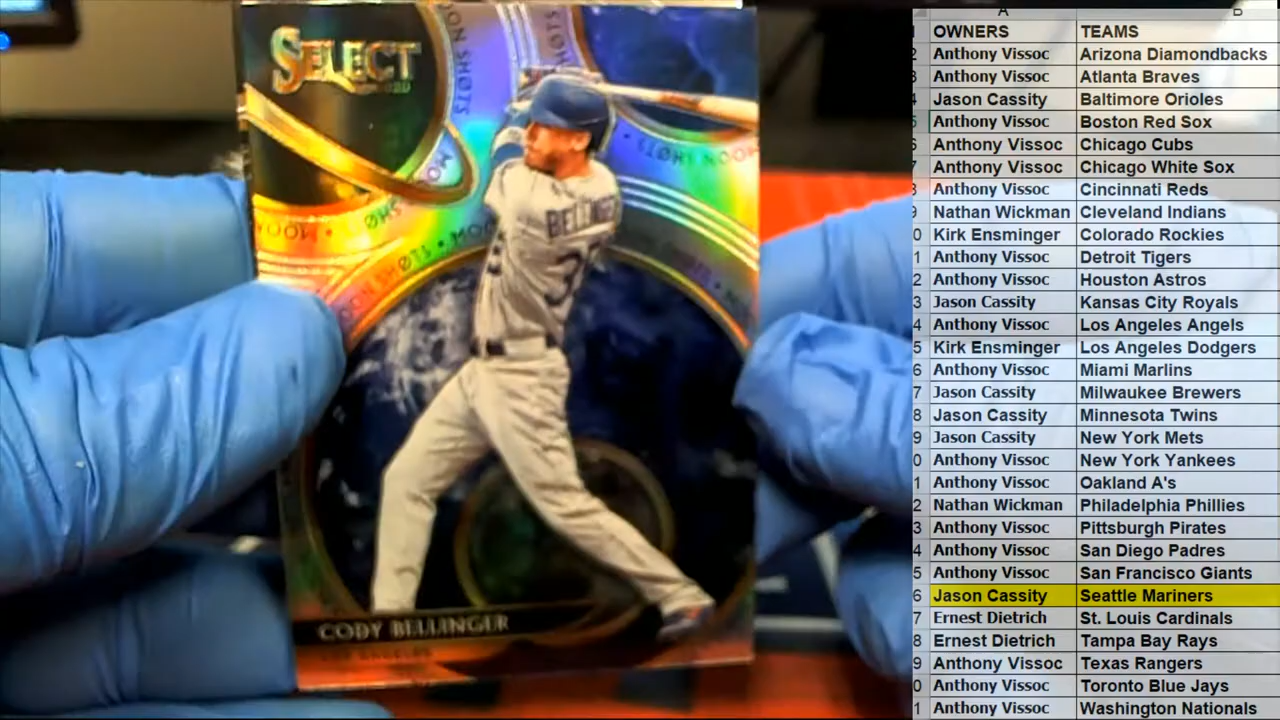 SELECT
2020
MOON SHOTS
MOON SHOTS
BELLINGER
CODY BELLINGER
LOS ANGELES
A B
OWNERS TEAMS
Anthony Vissoc Arizona Diamondbacks
Anthony Vissoc Atlanta Braves
Jason Cassity Baltimore Orioles
Anthony Vissoc Boston Red Sox
Anthony Vissoc Chicago Cubs
Anthony Vissoc Chicago White Sox
Anthony Vissoc Cincinnati Reds
Nathan Wickman Cleveland Indians
Kirk Ensminger Colorado Rockies
Anthony Vissoc Detroit Tigers
Anthony Vissoc Houston Astros
Jason Cassity Kansas City Royals
Anthony Vissoc Los Angeles Angels
Kirk Ensminger Los Angeles Dodgers
Anthony Vissoc Miami Marlins
Jason Cassity Milwaukee Brewers
Jason Cassity Minnesota Twins
Jason Cassity New York Mets
Anthony Vissoc New York Yankees
Anthony Vissoc Oakland A's
Nathan Wickman Philadelphia Phillies
Anthony Vissoc Pittsburgh Pirates
Anthony Vissoc San Diego Padres
Anthony Vissoc San Francisco Giants
Jason Cassity Seattle Mariners
Ernest Dietrich St. Louis Cardinals
Ernest Dietrich Tampa Bay Rays
Anthony Vissoc Texas Rangers
Anthony Vissoc Toronto Blue Jays
Anthony Vissoc Washington Nationals